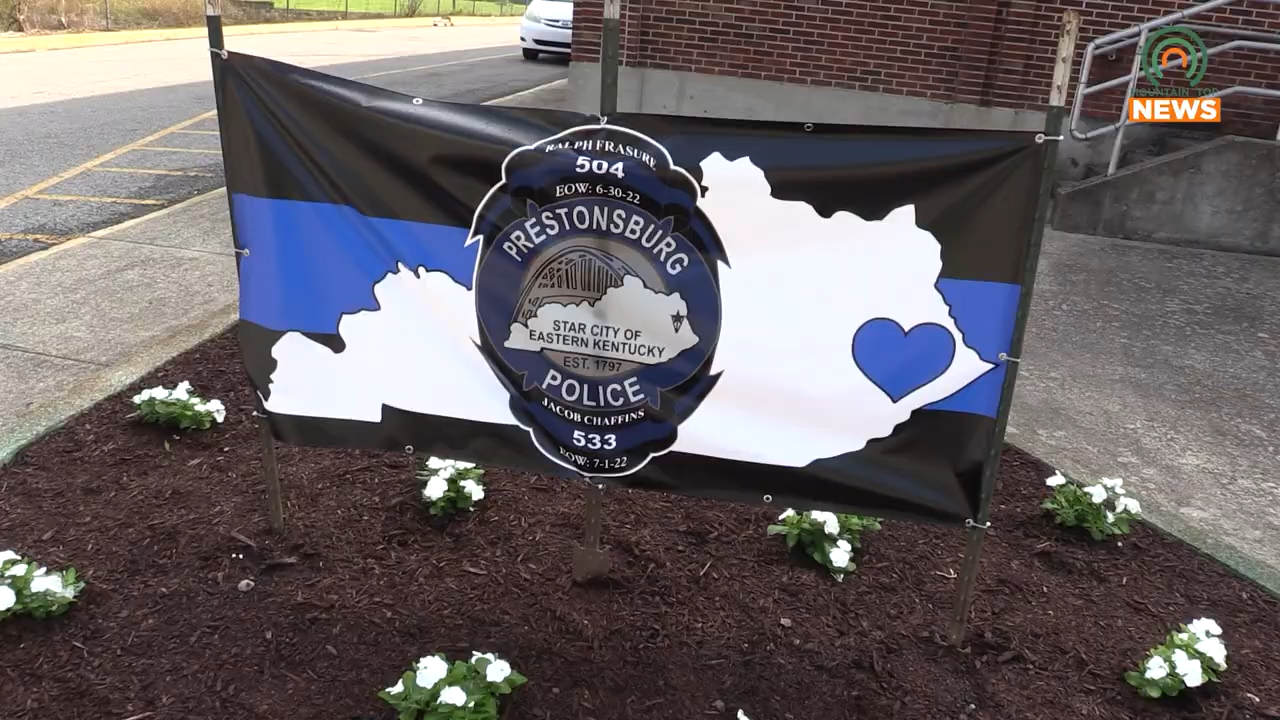 MOUNTAIN TOP
NEWS
RALPH FRASURE
504
EOW: 6-30-22
PRESTONSBURG
STAR CITY OF
EASTERN KENTUCKY
EST. 1797
POLICE
JACOB CHAFFINS
533
EOW: 7-1-22